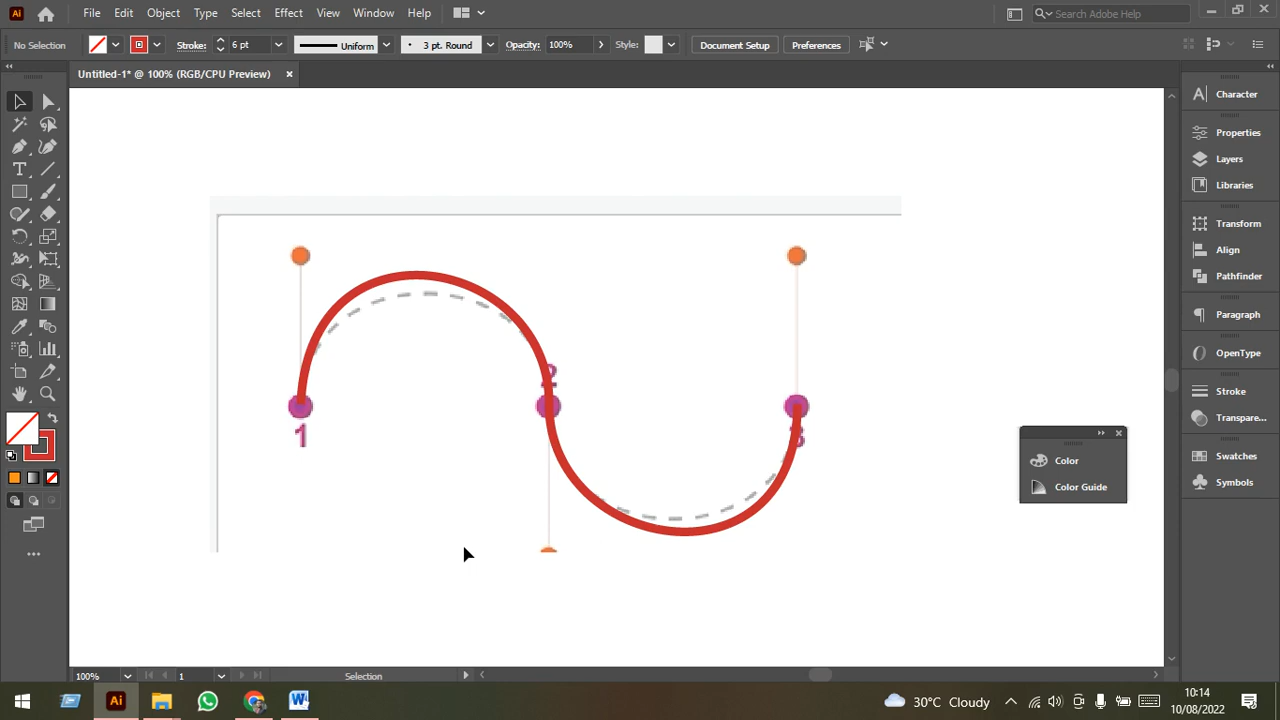 Ai File Edit Object Type Select Effect View Window Help Search Adobe Help
No Selection Stroke: 6 pt Uniform 3 pt. Round Opacity: 100% Style: Document Setup Preferences
Untitled-1* @ 100% (RGB/CPU Preview)
Character
Properties
Layers
Libraries
Transform
Align
Pathfinder
Paragraph
OpenType
Stroke
Transpare...
Swatches
Symbols
2
1
3
Color
Color Guide
100% 1 Selection
Ai W 30°C Cloudy 10:14
10/08/2022